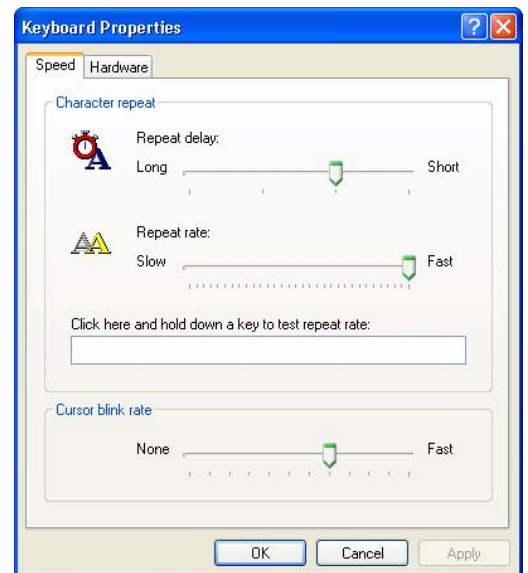 Keyboard Properties
Speed Hardware
Character repeat
Repeat delay:
Long Short
Repeat rate:
Slow Fast
Click here and hold down a key to test repeat rate:
Cursor blink rate
None Fast
OK Cancel Apply